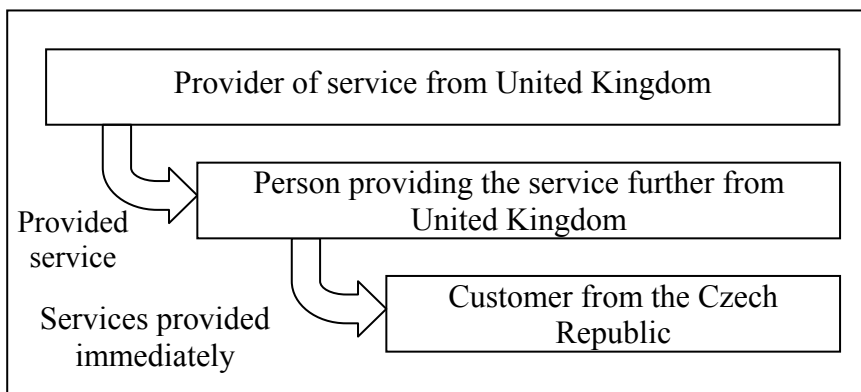 Provider of service from United Kingdom
Person providing the service further from
United Kingdom
Provided
service
Customer from the Czech
Republic
Services provided
immediately